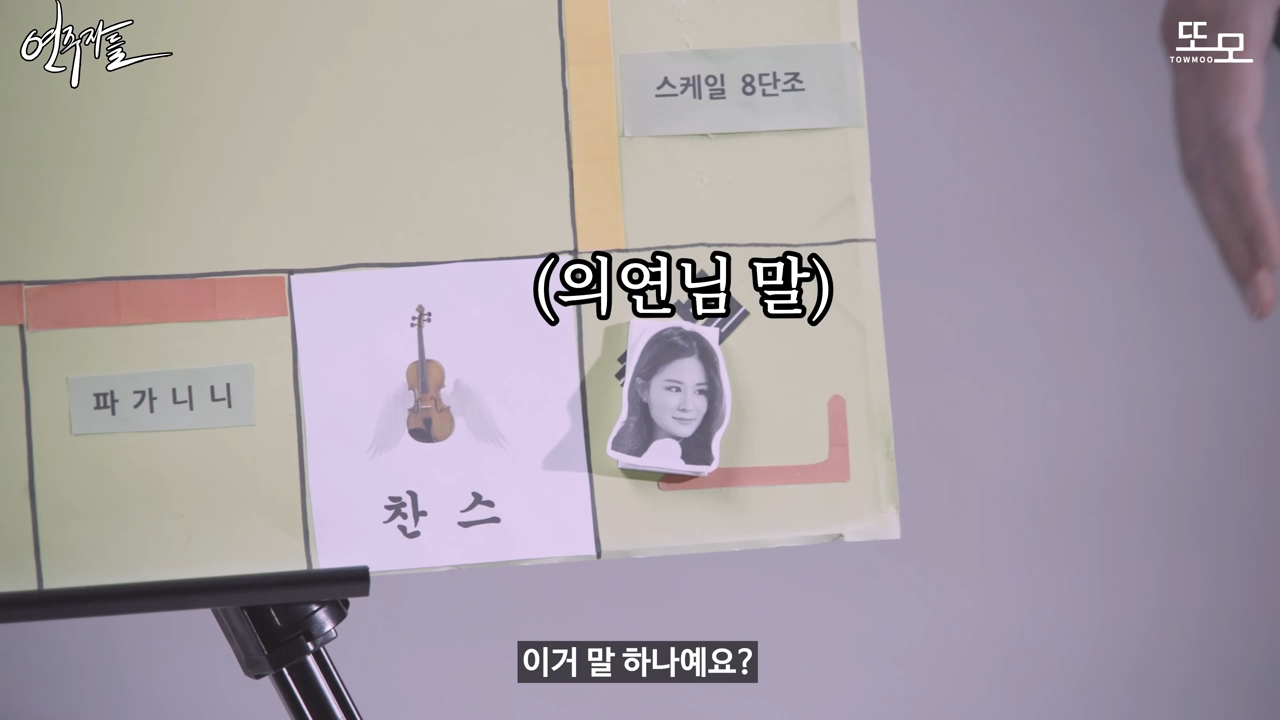 연주자들
또모
TOWMOO
스케일 8단조
(의연님 말)
파가니니
찬스
이거 말 하나예요?